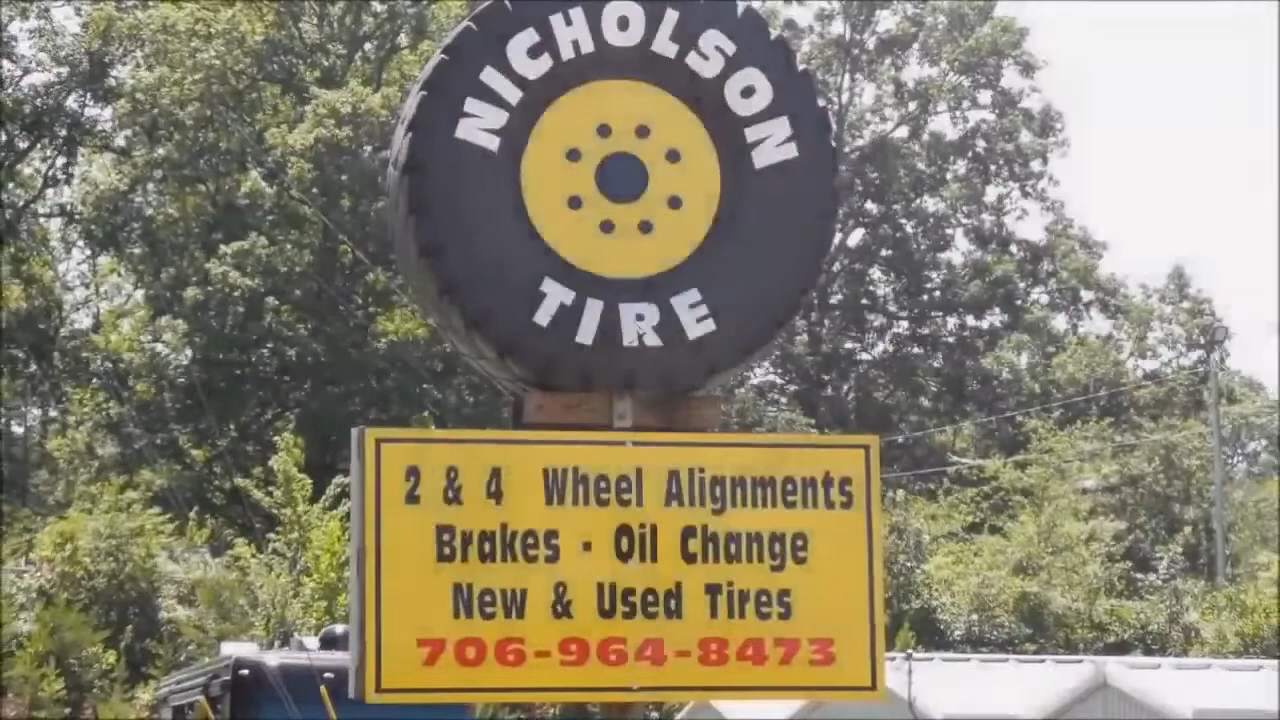 NICHOLSON
TIRE
2 & 4 Wheel Alignments
Brakes - Oil Change
New & Used Tires
706-964-8473